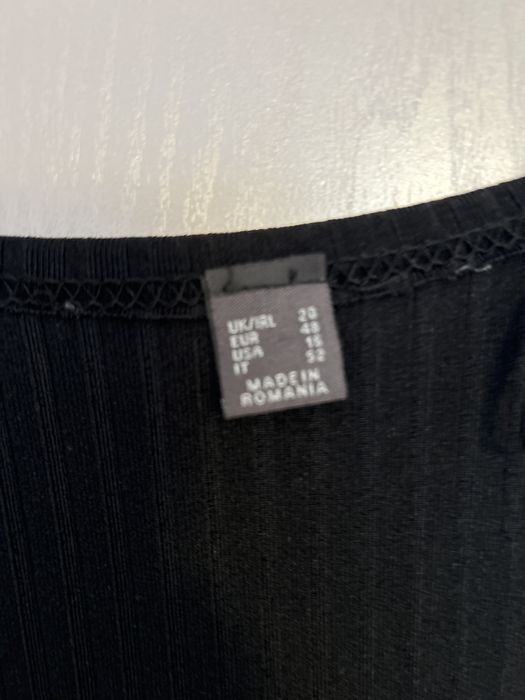 UK/IRL 20
EUR 48
USA 16
IT 52
MADE IN
ROMANIA